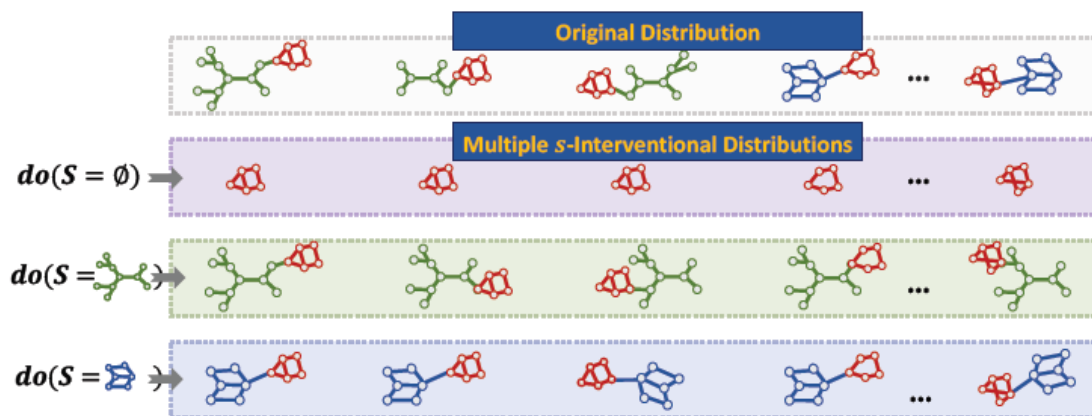 Original Distribution
...
Multiple s-Interventional Distributions
do(S = ∅)
...
do(S = )
...
do(S = )
...